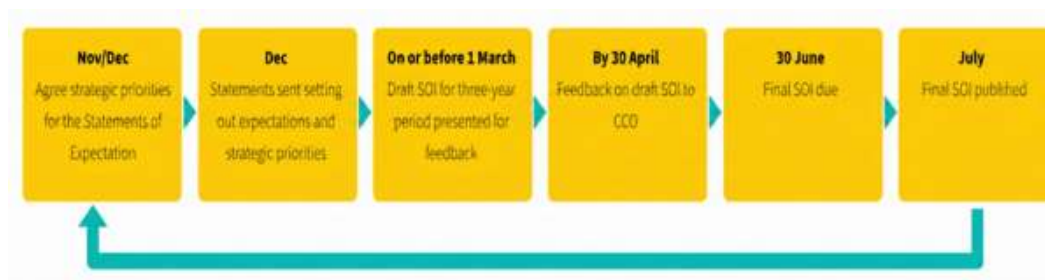 Nov/Dec
Agree strategic priorities
for the Statements of
Expectation
Dec
Statements sent setting
out expectations and
strategic priorities
On or before 1 March
Draft SOI for three-year
period presented for
feedback
By 30 April
Feedback on draft SOI to
CCO
30 June
Final SOI due
July
Final SOI published